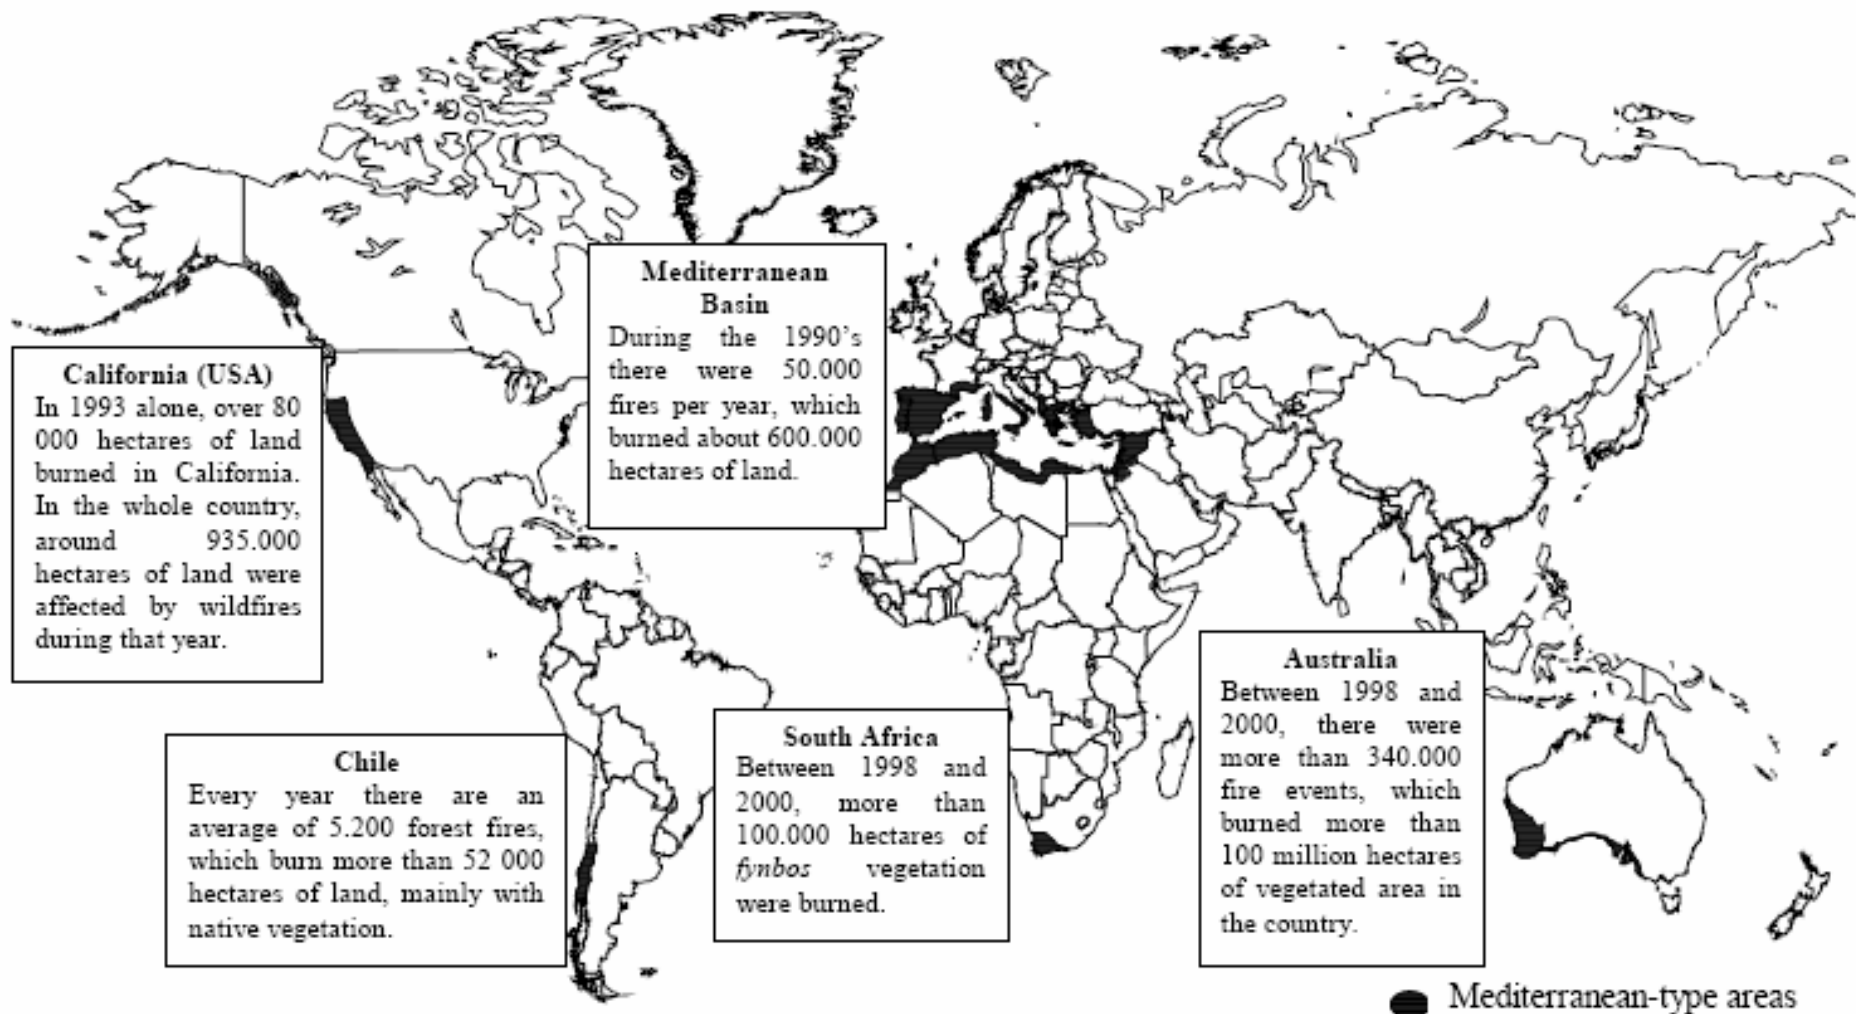 Mediterranean
Basin
During the 1990's
there were 50.000
fires per year, which
burned about 600.000
hectares of land.
California (USA)
In 1993 alone, over 80
000 hectares of land
burned in California.
In the whole country,
around 935.000
hectares of land were
affected by wildfires
during that year.
Chile
Every year there are an
average of 5.200 forest fires,
which burn more than 52 000
hectares of land, mainly with
native vegetation.
South Africa
Between 1998 and
2000, more than
100.000 hectares of
fynbos vegetation
were burned.
Australia
Between 1998 and
2000, there were
more than 340.000
fire events, which
burned more than
100 million hectares
of vegetated area in
the country.
Mediterranean-type areas